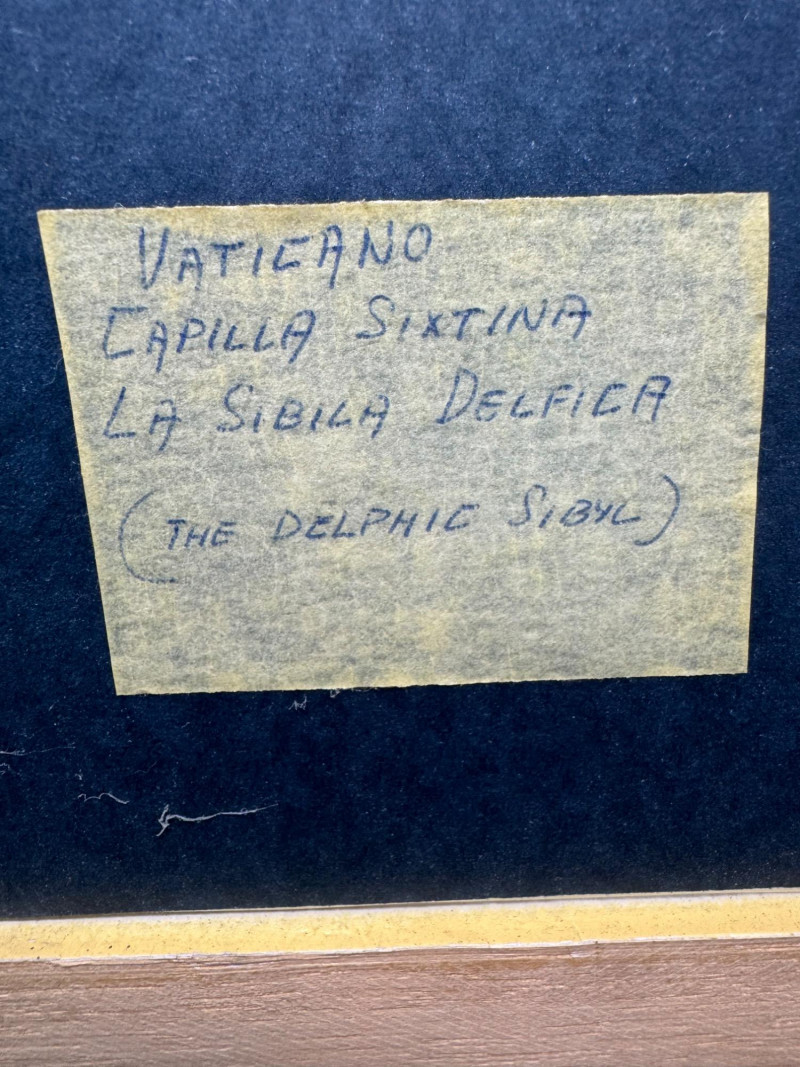 VATICANO
CAPILLA SIXTINA
LA SIBILA DELFICA
(THE DELPHIC SIBYL)